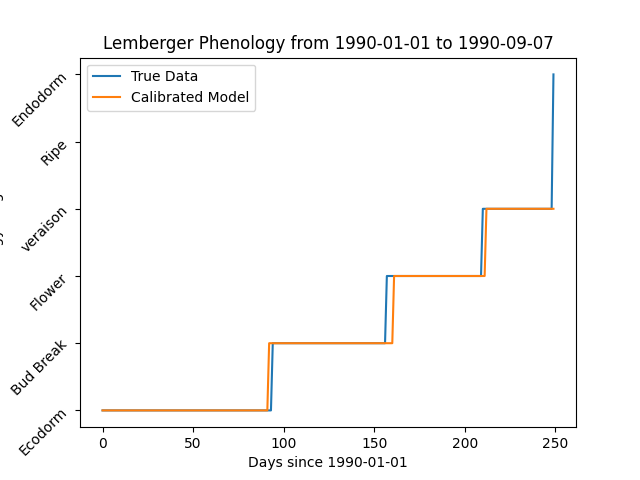 Lemberger Phenology from 1990-01-01 to 1990-09-07
True Data
Calibrated Model
Endodorm
Ripe
veraison
Flower
Bud Break
Ecodorm
0 50 100 150 200 250
Days since 1990-01-01